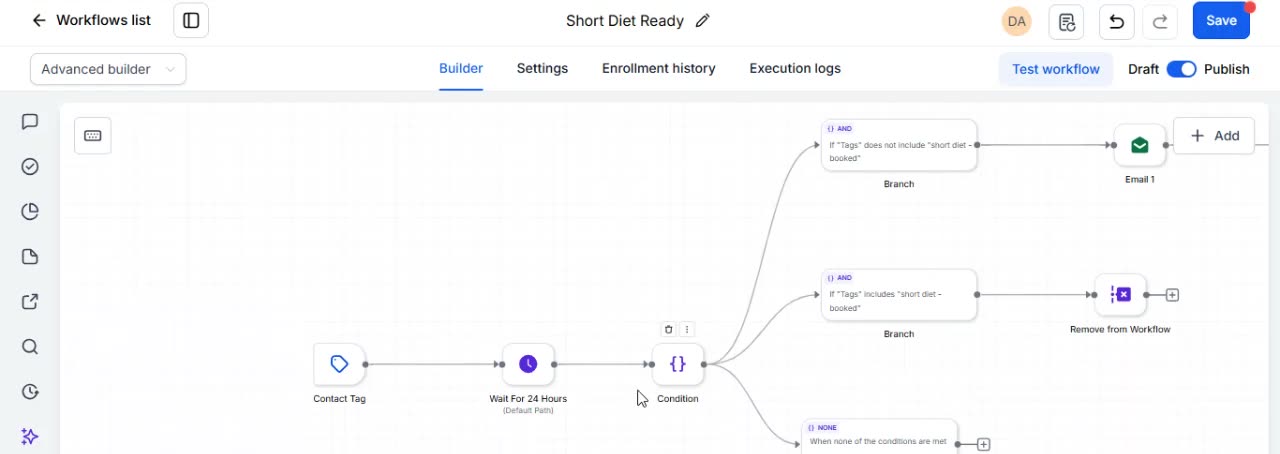 Workflows list
Short Diet Ready
DA
Save
Advanced builder
Builder
Settings
Enrollment history
Execution logs
Test workflow
Draft
Publish
Add
{} AND
If "Tags" does not include "short diet -
booked"
Branch
Email 1
{} AND
If "Tags" includes "short diet –
booked"
Branch
Remove from Workflow
Contact Tag
Wait For 24 Hours
(Default Path)
{}
Condition
{} NONE
When none of the conditions are met